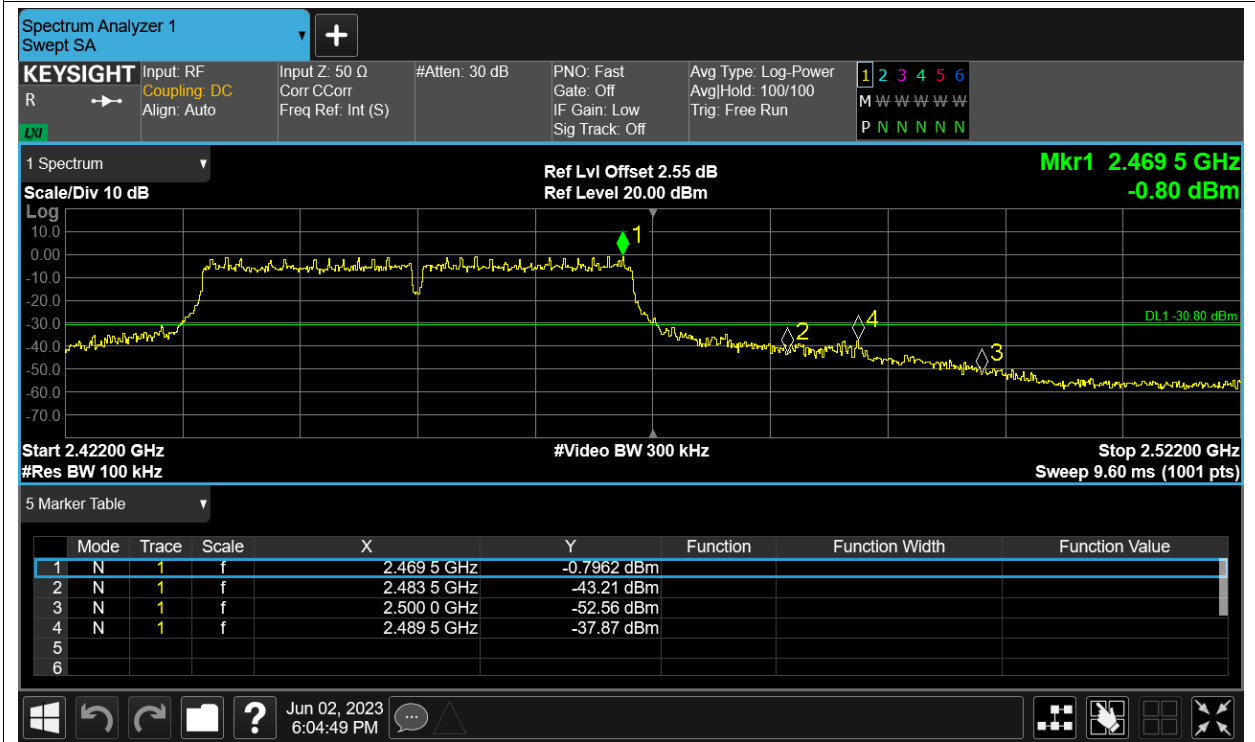 Spectrum Analyzer 1
Swept SA
KEYSIGHT
R
LXI
Input: RF
Coupling: DC
Align: Auto
Input Z: 50 Ω
Corr CCorr
Freq Ref: Int (S)
#Atten: 30 dB
PNO: Fast
Gate: Off
IF Gain: Low
Sig Track: Off
Avg Type: Log-Power
Avg|Hold: 100/100
Trig: Free Run
1 2 3 4 5 6
M W W W W W
P N N N N N
1 Spectrum
Scale/Div 10 dB
Ref Lvl Offset 2.55 dB
Ref Level 20.00 dBm
Mkr1 2.469 5 GHz
-0.80 dBm
Log
10.0
0.00
-10.0
-20.0
-30.0
-40.0
-50.0
-60.0
-70.0
1
2
4
3
DL1 -30.80 dBm
Start 2.42200 GHz
#Video BW 300 kHz
Stop 2.52200 GHz
#Res BW 100 kHz
Sweep 9.60 ms (1001 pts)
5 Marker Table
Mode Trace Scale X Y Function Function Width Function Value
1 N 1 f 2.469 5 GHz -0.7962 dBm
2 N 1 f 2.483 5 GHz -43.21 dBm
3 N 1 f 2.500 0 GHz -52.56 dBm
4 N 1 f 2.489 5 GHz -37.87 dBm
5
6
?
Jun 02, 2023
6:04:49 PM